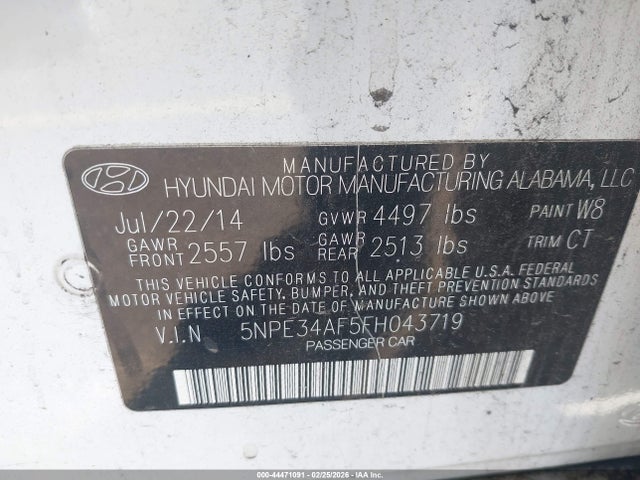 MANUFACTURED BY
HYUNDAI MOTOR MANUFACTURING ALABAMA, LLC
Jul/22/14 GVWR 4497 lbs PAINT W8
GAWR FRONT 2557 lbs GAWR REAR 2513 lbs TRIM CT
THIS VEHICLE CONFORMS TO ALL APPLICABLE U.S.A. FEDERAL
MOTOR VEHICLE SAFETY, BUMPER, AND THEFT PREVENTION STANDARDS
IN EFFECT ON THE DATE OF MANUFACTURE SHOWN ABOVE.
V.I.N 5NPE34AF5FH043719
PASSENGER CAR
000-44471091 - 02/25/2026 - IAA Inc.(F)